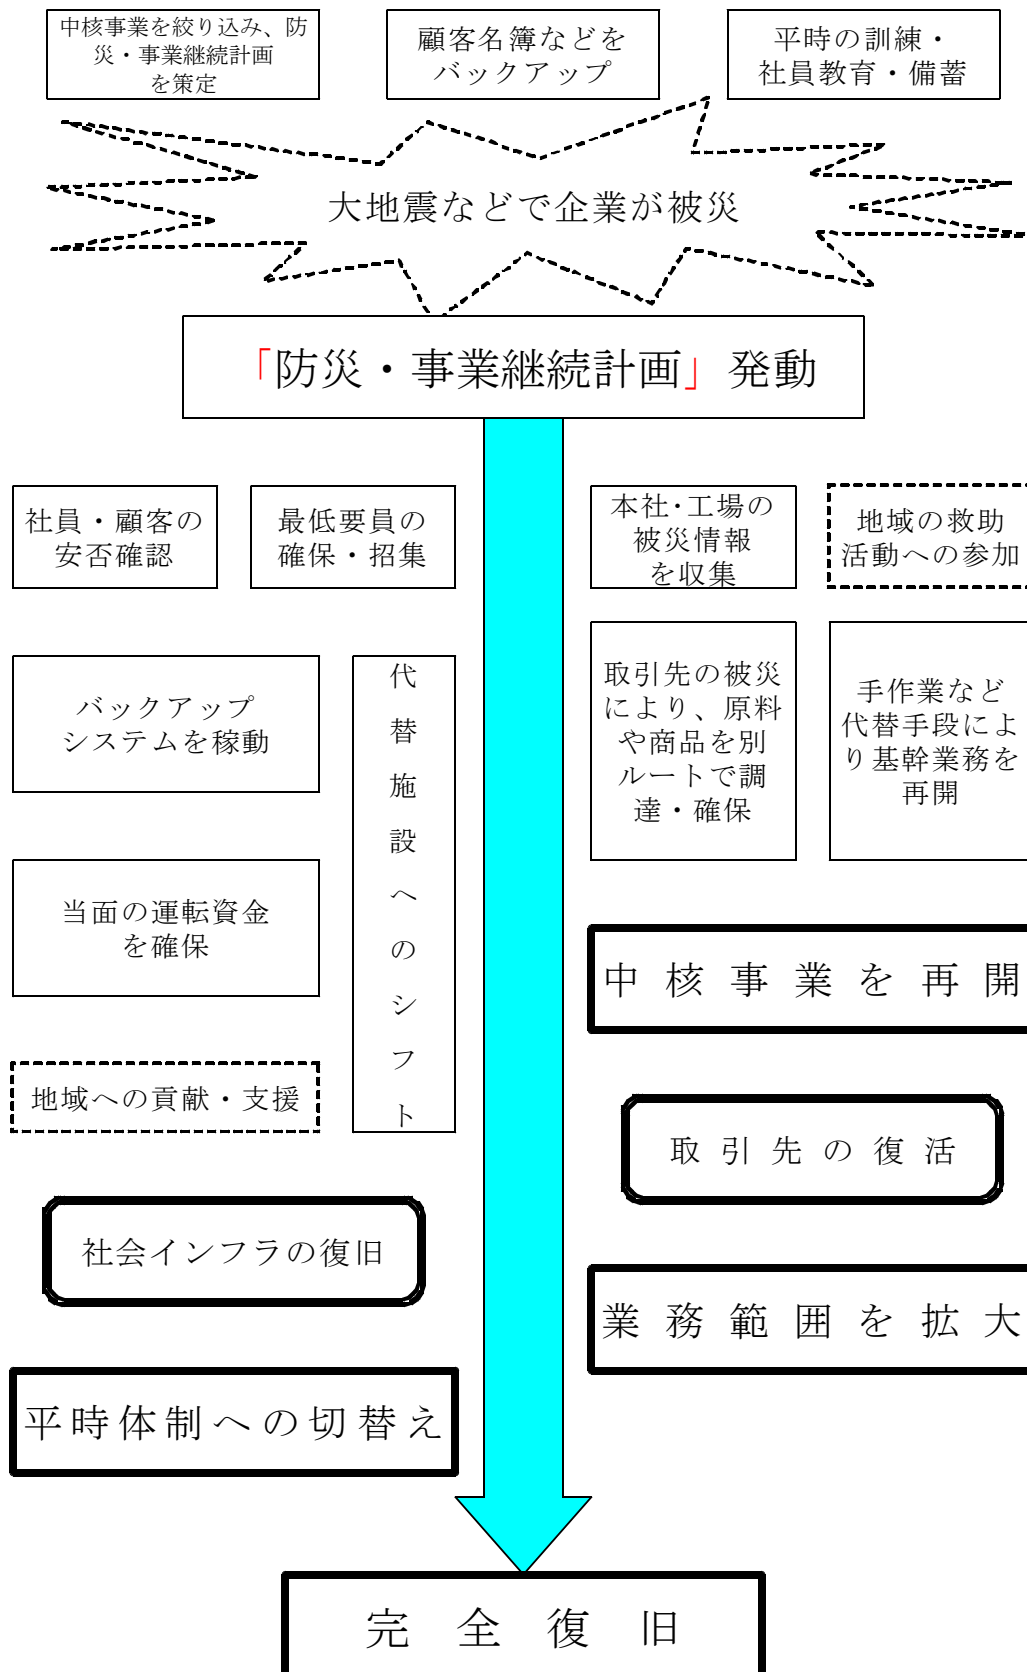 中核事業を絞り込み、防
災・事業継続計画
を策定
顧客名簿などを
バックアップ
平時の訓練・
社員教育・備蓄
大地震などで企業が被災
「防災・事業継続計画」発動
社員・顧客の
安否確認
最低要員の
確保・招集
本社・工場の
被災情報
を収集
地域の救助
活動への参加
バックアップ
システムを稼動
代替施設へのシフト
取引先の被災
により、原料
や商品を別
ルートで調
達・確保
手作業など
代替手段によ
り基幹業務を
再開
当面の運転資金
を確保
中核事業を再開
地域への貢献・支援
取引先の復活
社会インフラの復旧
業務範囲を拡大
平時体制への切替え
完全復旧